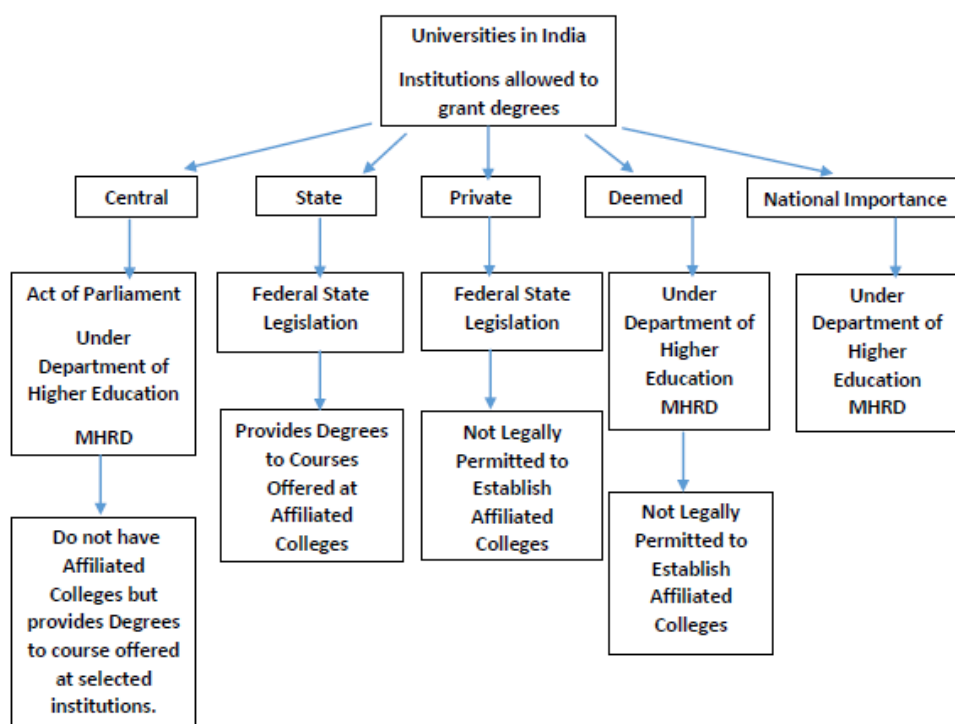 Universities in India
Institutions allowed to
grant degrees
Central
State
Private
Deemed
National Importance
Act of Parliament
Under
Department of
Higher Education
MHRD
Federal State
Legislation
Federal State
Legislation
Under
Department of
Higher
Education
MHRD
Under
Department of
Higher
Education
MHRD
Do not have
Affiliated
Colleges but
provides Degrees
to course offered
at selected
institutions.
Provides Degrees
to Courses
Offered at
Affiliated
Colleges
Not Legally
Permitted to
Establish
Affiliated
Colleges
Not Legally
Permitted to
Establish
Affiliated
Colleges